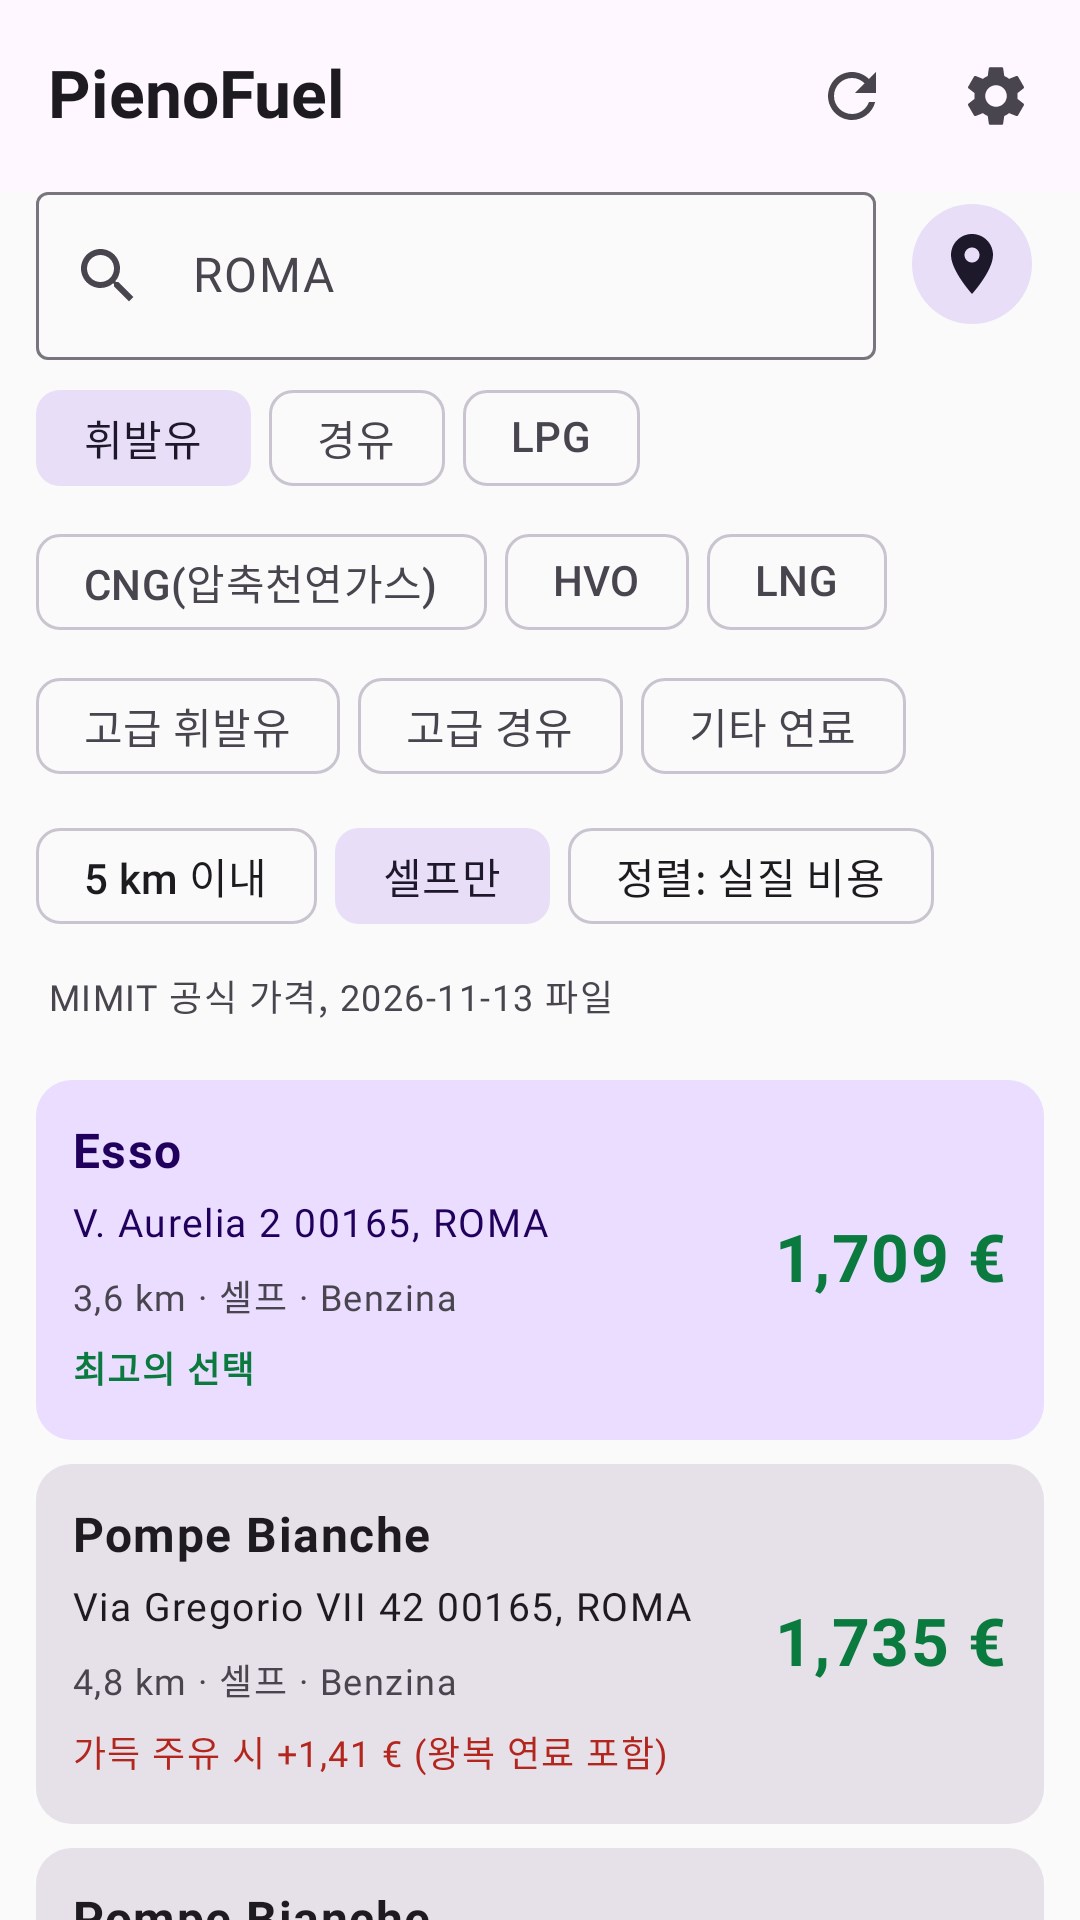 PienoFuel
ROMA
휘발유 경유 LPG
CNG(압축천연가스) HVO LNG
고급 휘발유 고급 경유 기타 연료
5 km 이내 셀프만 정렬: 실질 비용
MIMIT 공식 가격, 2026-11-13 파일
Esso
V. Aurelia 2 00165, ROMA
1,709 €
3,6 km · 셀프 · Benzina
최고의 선택
Pompe Bianche
Via Gregorio VII 42 00165, ROMA
1,735 €
4,8 km · 셀프 · Benzina
가득 주유 시 +1,41 € (왕복 연료 포함)
Pompe Bianche